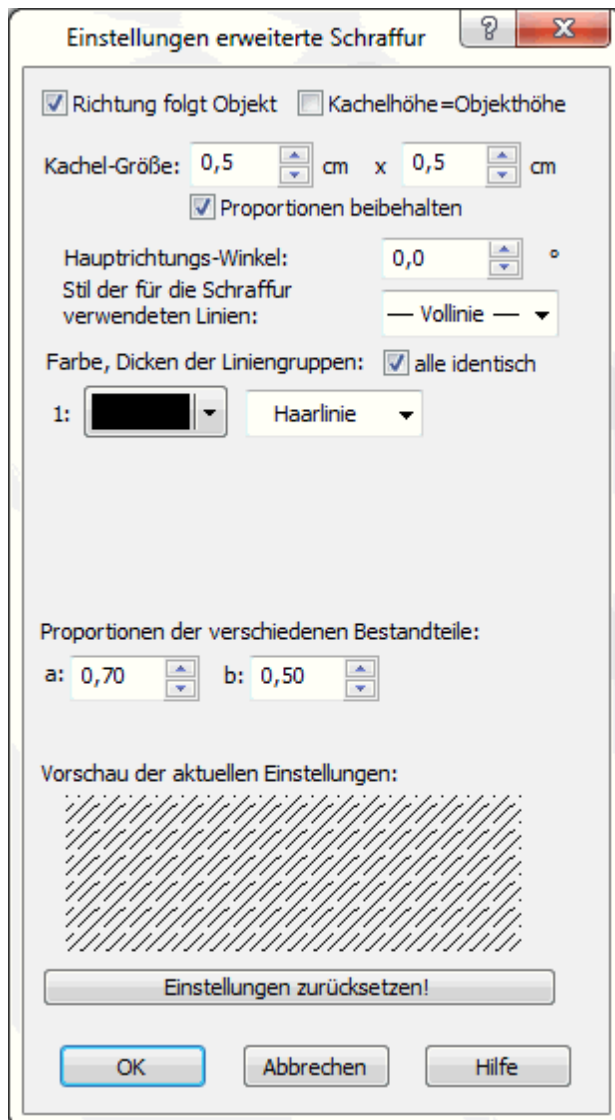 Einstellungen erweiterte Schraffur ?
Richtung folgt Objekt Kachelhöhe=Objekthöhe
Kachel-Größe: 0,5 cm x 0,5 cm
Proportionen beibehalten
Hauptrichtungs-Winkel: 0,0 °
Stil der für die Schraffur
verwendeten Linien: — Vollinie —
Farbe, Dicken der Liniengruppen: alle identisch
1: Haarlinie
Proportionen der verschiedenen Bestandteile:
a: 0,70 b: 0,50
Vorschau der aktuellen Einstellungen:
Einstellungen zurücksetzen!
OK Abbrechen Hilfe